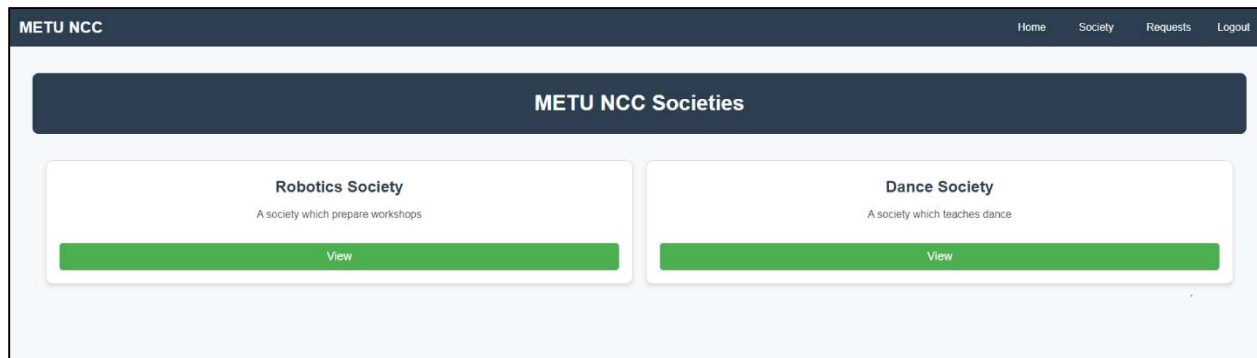 METU NCC Home Society Requests Logout
METU NCC Societies
Robotics Society
A society which prepare workshops
View
Dance Society
A society which teaches dance
View